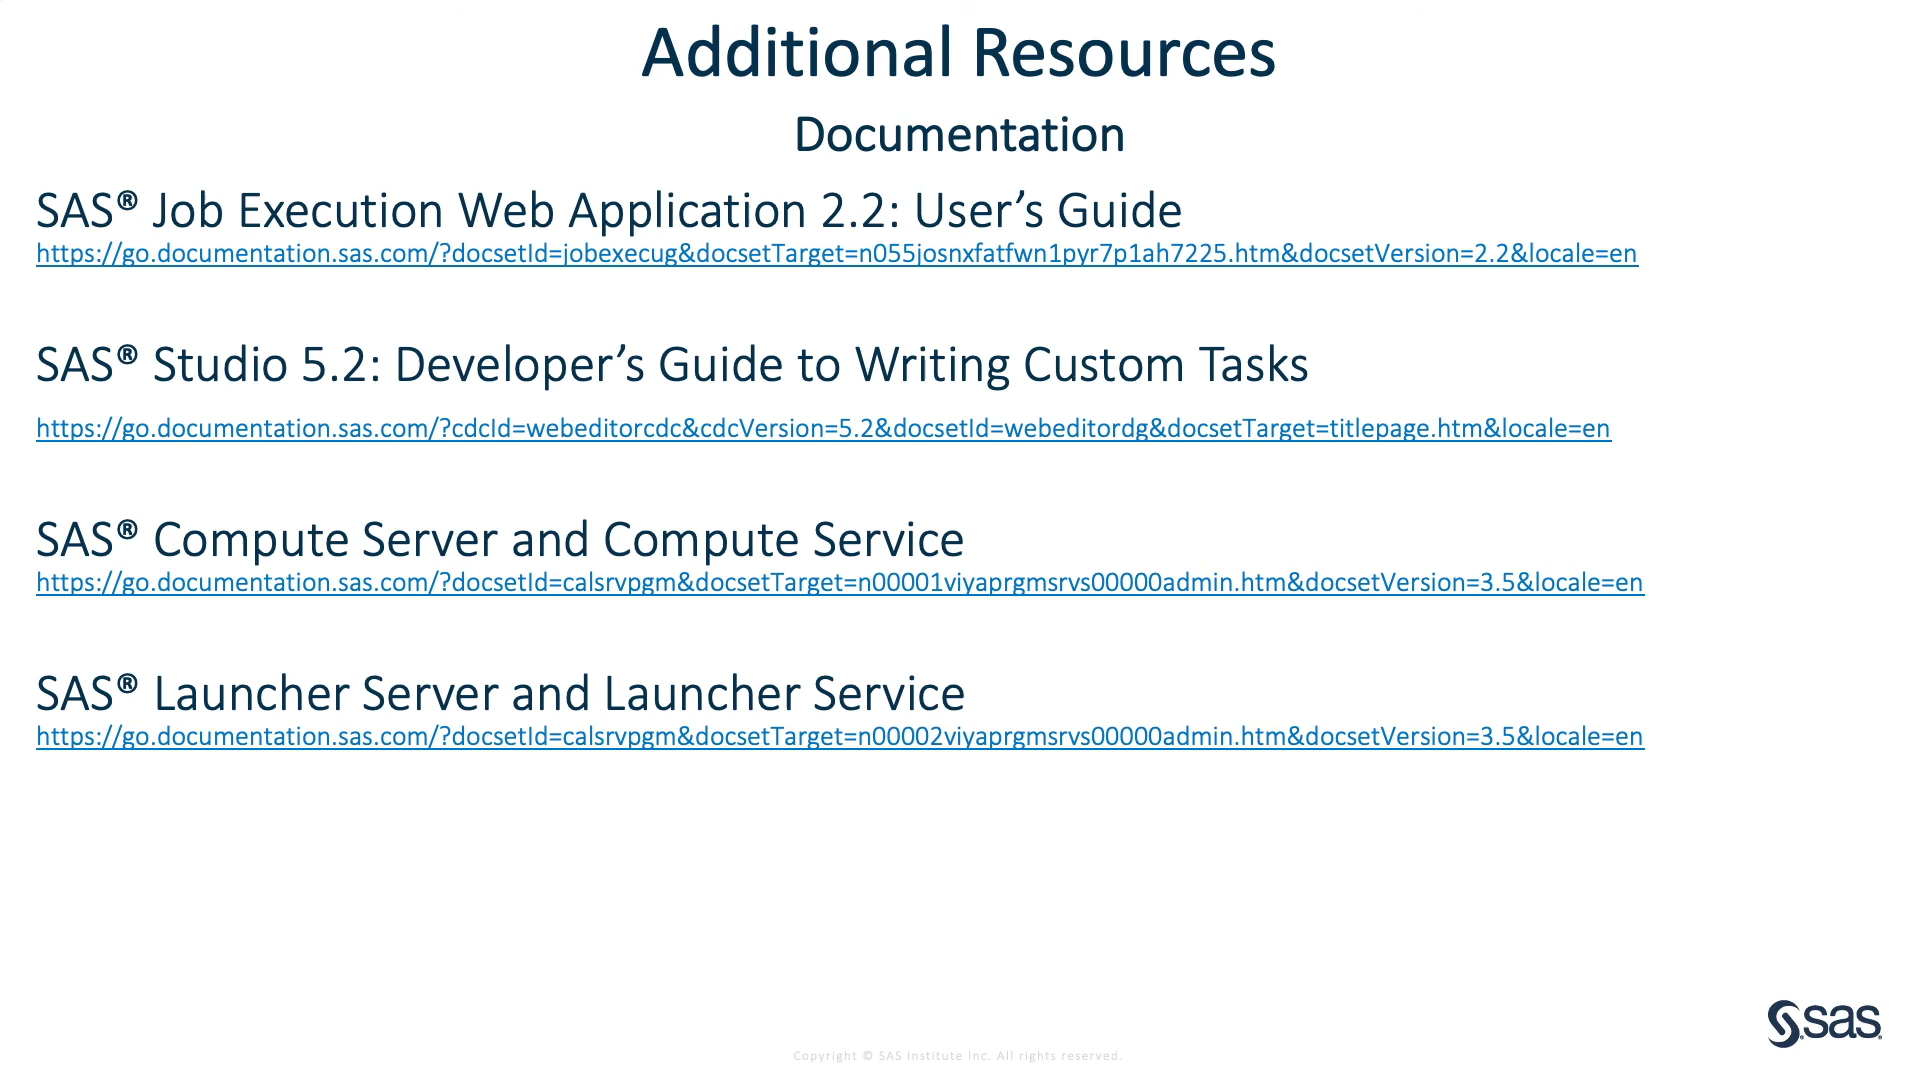 Additional Resources
Documentation
SAS® Job Execution Web Application 2.2: User’s Guide
https://go.documentation.sas.com/?docsetId=jobexecug&docsetTarget=n055josnxfatfwn1pyr7p1ah7225.htm&docsetVersion=2.2&locale=en
SAS® Studio 5.2: Developer’s Guide to Writing Custom Tasks
https://go.documentation.sas.com/?cdcId=webeditorcdc&cdcVersion=5.2&docsetId=webeditordg&docsetTarget=titlepage.htm&locale=en
SAS® Compute Server and Compute Service
https://go.documentation.sas.com/?docsetId=calsrvpgm&docsetTarget=n00001viyaprgmsrvs00000admin.htm&docsetVersion=3.5&locale=en
SAS® Launcher Server and Launcher Service
https://go.documentation.sas.com/?docsetId=calsrvpgm&docsetTarget=n00002viyaprgmsrvs00000admin.htm&docsetVersion=3.5&locale=en
sas
Copyright © SAS Institute Inc. All rights reserved.